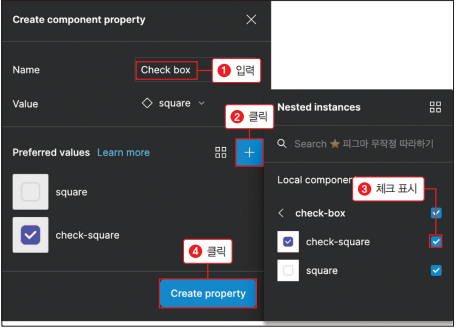 Create component property
Name
Check box
1 입력
Value
square
2 클릭
Preferred values Learn more
square
check-square
4 클릭
Create property
Nested instances
Search ⭐ 피그마 무작정 따라하기
Local componen
3 체크 표시
check-box
check-square
square